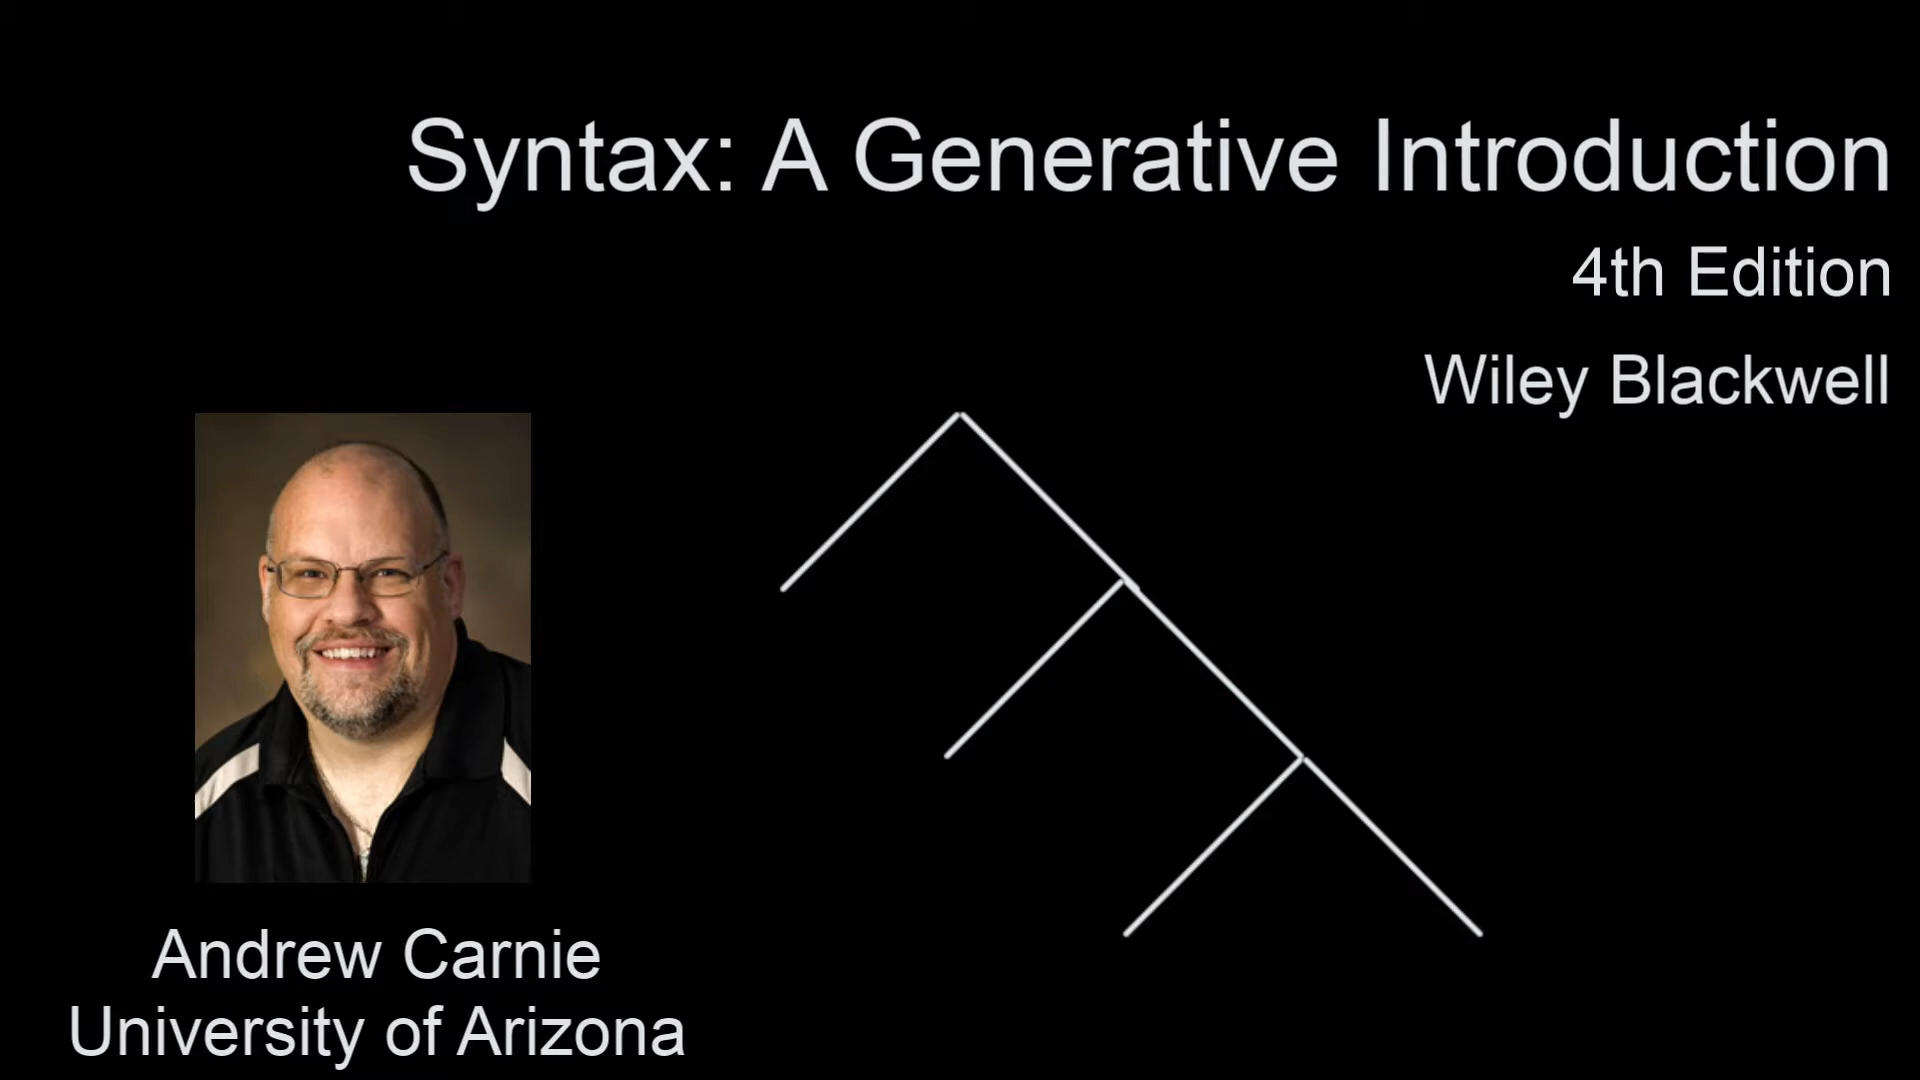 Syntax: A Generative Introduction
4th Edition
Wiley Blackwell
Andrew Carnie
University of Arizona